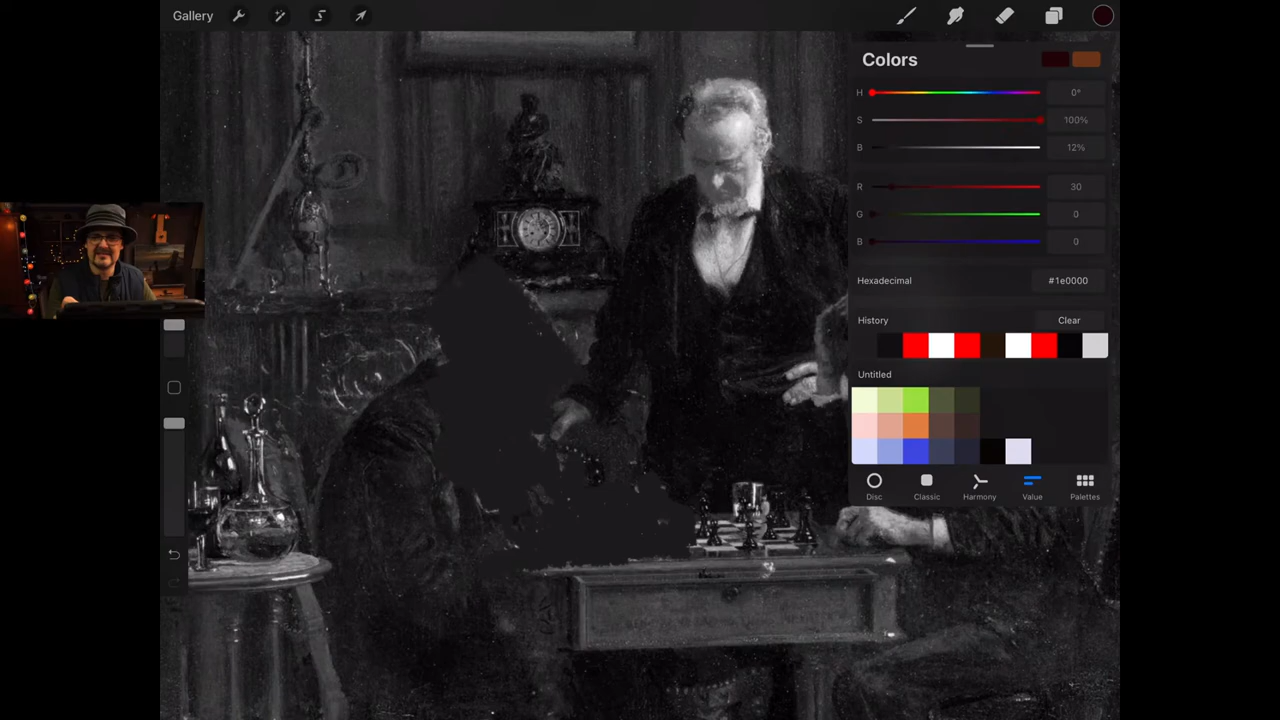 Gallery
Colors
H 0°
S 100%
B 12%
R 30
G 0
B 0
Hexadecimal #1e0000
History Clear
Untitled
Disc Classic Harmony Value Palettes